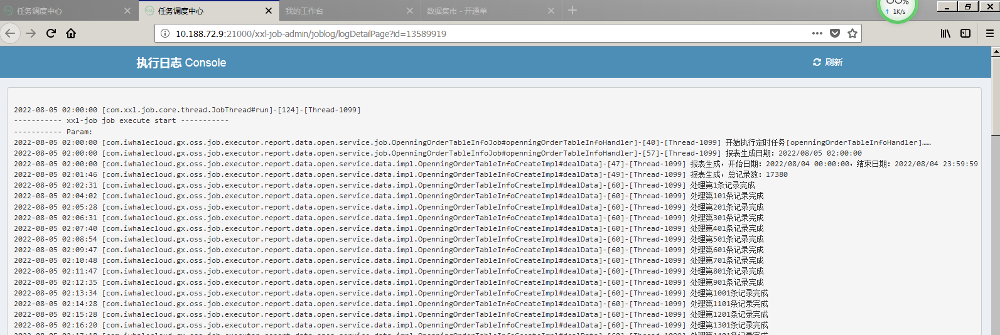 任务调度中心
任务调度中心
我的工作台
数据集市 - 开通单
1K/s
10.188.72.9:21000/xxl-job-admin/joblog/logDetailPage?id=13589919
执行日志 Console
刷新
2022-08-05 02:00:00 [com.xxl.job.core.thread.JobThread#run]-[124]-[Thread-1099]
----------- xxl-job job execute start -----------
----------- Param:
2022-08-05 02:00:00 [com.iwhalecloud.gx.oss.job.executor.report.data.open.service.job.OpenningOrderTableInfoJob#openningOrderTableInfoHandler]-[40]-[Thread-1099] 开始执行定时任务[openningOrderTableInfoHandler]……
2022-08-05 02:00:00 [com.iwhalecloud.gx.oss.job.executor.report.data.open.service.job.OpenningOrderTableInfoJob#openningOrderTableInfoHandler]-[57]-[Thread-1099] 报表生成日期：2022/08/05 02:00:00
2022-08-05 02:00:00 [com.iwhalecloud.gx.oss.job.executor.report.data.open.service.data.impl.OpenningOrderTableInfoCreateImpl#dealData]-[47]-[Thread-1099] 报表生成，开始日期：2022/08/04 00:00:00，结束日期：2022/08/04 23:59:59
2022-08-05 02:01:46 [com.iwhalecloud.gx.oss.job.executor.report.data.open.service.data.impl.OpenningOrderTableInfoCreateImpl#dealData]-[49]-[Thread-1099] 报表生成，总记录数：17380
2022-08-05 02:02:31 [com.iwhalecloud.gx.oss.job.executor.report.data.open.service.data.impl.OpenningOrderTableInfoCreateImpl#dealData]-[60]-[Thread-1099] 处理第1条记录完成
2022-08-05 02:04:02 [com.iwhalecloud.gx.oss.job.executor.report.data.open.service.data.impl.OpenningOrderTableInfoCreateImpl#dealData]-[60]-[Thread-1099] 处理第101条记录完成
2022-08-05 02:05:28 [com.iwhalecloud.gx.oss.job.executor.report.data.open.service.data.impl.OpenningOrderTableInfoCreateImpl#dealData]-[60]-[Thread-1099] 处理第201条记录完成
2022-08-05 02:06:31 [com.iwhalecloud.gx.oss.job.executor.report.data.open.service.data.impl.OpenningOrderTableInfoCreateImpl#dealData]-[60]-[Thread-1099] 处理第301条记录完成
2022-08-05 02:07:40 [com.iwhalecloud.gx.oss.job.executor.report.data.open.service.data.impl.OpenningOrderTableInfoCreateImpl#dealData]-[60]-[Thread-1099] 处理第401条记录完成
2022-08-05 02:08:54 [com.iwhalecloud.gx.oss.job.executor.report.data.open.service.data.impl.OpenningOrderTableInfoCreateImpl#dealData]-[60]-[Thread-1099] 处理第501条记录完成
2022-08-05 02:09:47 [com.iwhalecloud.gx.oss.job.executor.report.data.open.service.data.impl.OpenningOrderTableInfoCreateImpl#dealData]-[60]-[Thread-1099] 处理第601条记录完成
2022-08-05 02:10:48 [com.iwhalecloud.gx.oss.job.executor.report.data.open.service.data.impl.OpenningOrderTableInfoCreateImpl#dealData]-[60]-[Thread-1099] 处理第701条记录完成
2022-08-05 02:11:47 [com.iwhalecloud.gx.oss.job.executor.report.data.open.service.data.impl.OpenningOrderTableInfoCreateImpl#dealData]-[60]-[Thread-1099] 处理第801条记录完成
2022-08-05 02:12:35 [com.iwhalecloud.gx.oss.job.executor.report.data.open.service.data.impl.OpenningOrderTableInfoCreateImpl#dealData]-[60]-[Thread-1099] 处理第901条记录完成
2022-08-05 02:13:34 [com.iwhalecloud.gx.oss.job.executor.report.data.open.service.data.impl.OpenningOrderTableInfoCreateImpl#dealData]-[60]-[Thread-1099] 处理第1001条记录完成
2022-08-05 02:14:28 [com.iwhalecloud.gx.oss.job.executor.report.data.open.service.data.impl.OpenningOrderTableInfoCreateImpl#dealData]-[60]-[Thread-1099] 处理第1101条记录完成
2022-08-05 02:15:28 [com.iwhalecloud.gx.oss.job.executor.report.data.open.service.data.impl.OpenningOrderTableInfoCreateImpl#dealData]-[60]-[Thread-1099] 处理第1201条记录完成
2022-08-05 02:16:20 [com.iwhalecloud.gx.oss.job.executor.report.data.open.service.data.impl.OpenningOrderTableInfoCreateImpl#dealData]-[60]-[Thread-1099] 处理第1301条记录完成